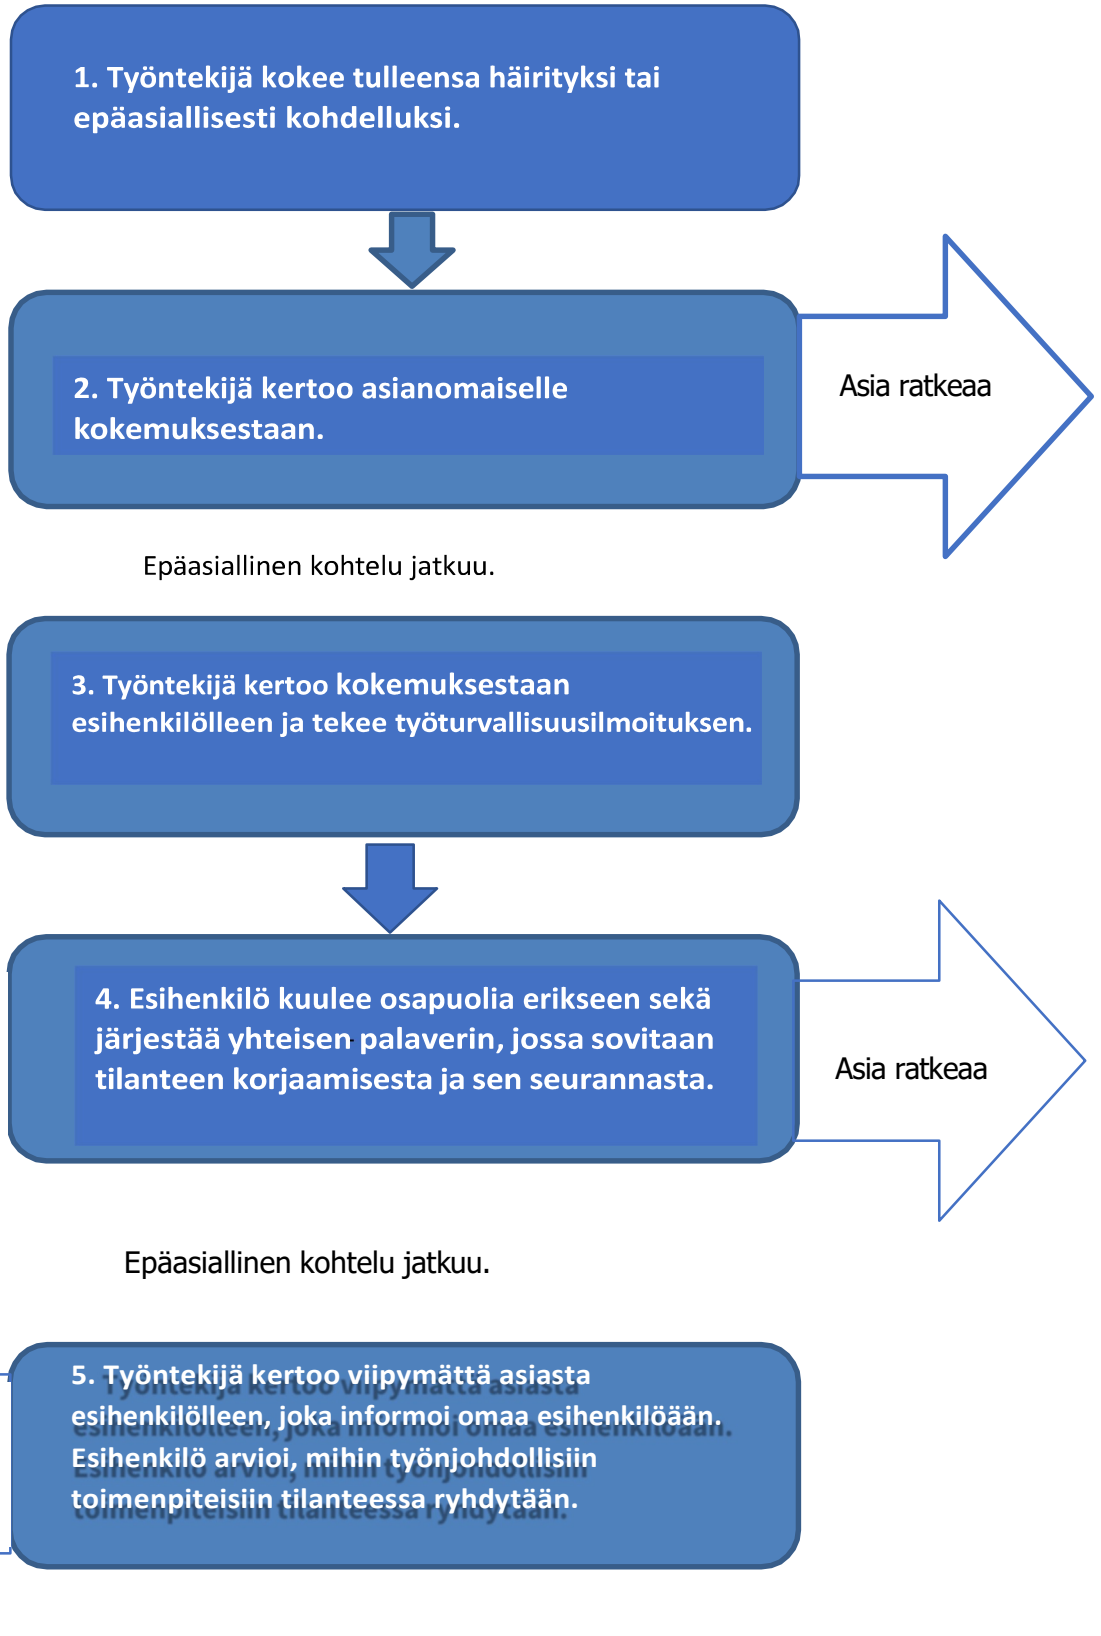 1. Työntekijä kokee tulleensa häirityksi tai
epäasiallisesti kohdelluksi.
2. Työntekijä kertoo asianomaiselle
kokemuksestaan.
Asia ratkeaa
Epäasiallinen kohtelu jatkuu.
3. Työntekijä kertoo kokemuksestaan
esihenkilölleen ja tekee työturvallisuusilmoituksen.
4. Esihenkilö kuulee osapuolia erikseen sekä
järjestää yhteisen palaverin, jossa sovitaan
tilanteen korjaamisesta ja sen seurannasta.
Asia ratkeaa
Epäasiallinen kohtelu jatkuu.
5. Työntekijä kertoo viipymättä asiasta
esihenkilölleen, joka informoi omaa esihenkilöään.
Esihenkilö arvioi, mihin työnjohdollisiin
toimenpiteisiin tilanteessa ryhdytään.